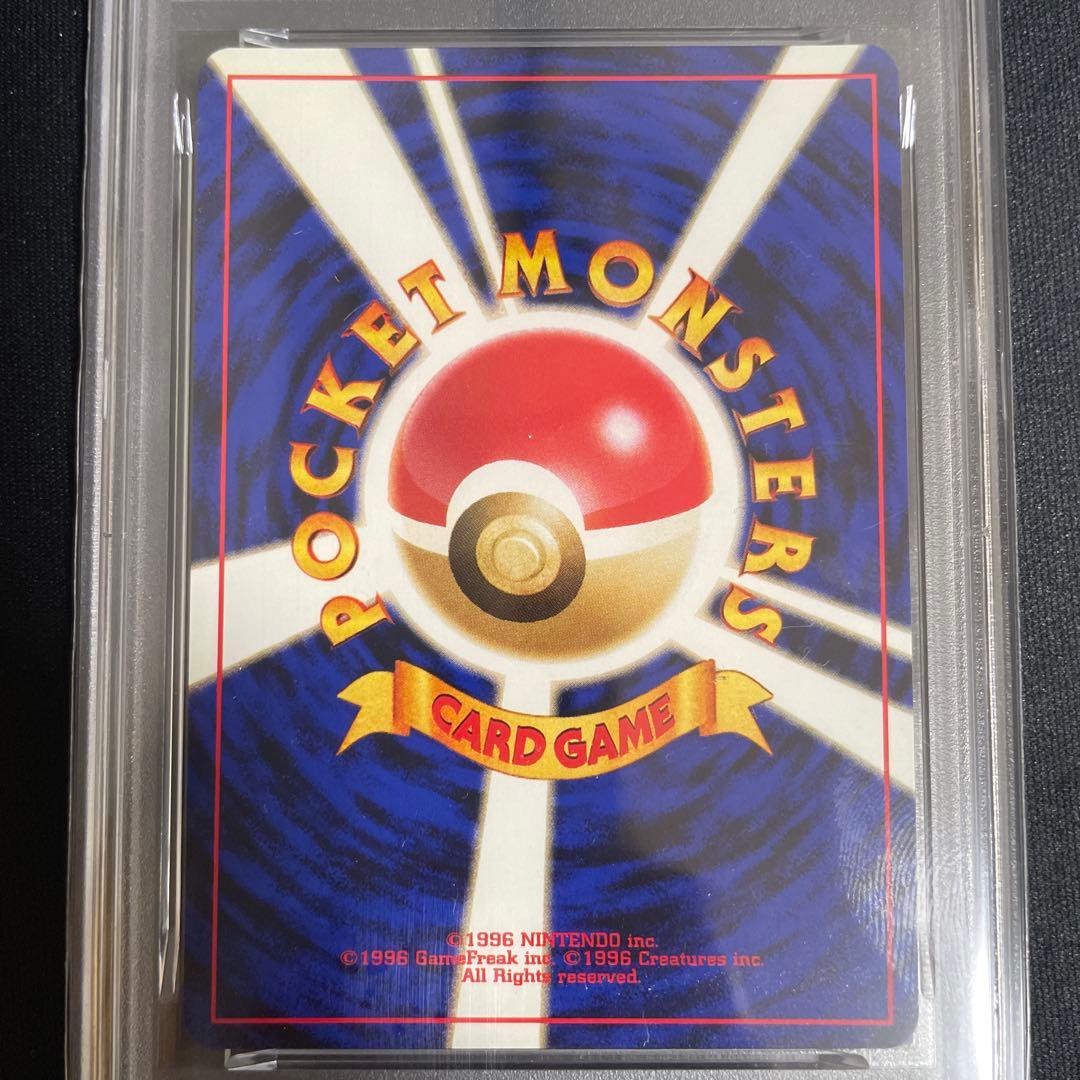 POCKET MONSTERS
CARD GAME
©1996 NINTENDO inc.
©1996 GameFreak inc. ©1996 Creatures inc.
All Rights reserved.